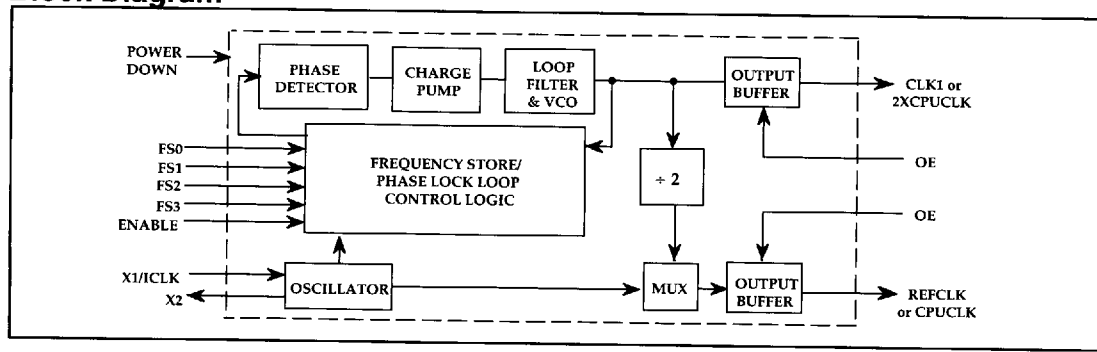 Block Diagram
POWER
DOWN
PHASE
DETECTOR
CHARGE
PUMP
LOOP
FILTER
& VCO
OUTPUT
BUFFER
CLK1 or
2XCPUCLK
FS0
FS1
FS2
FS3
ENABLE
FREQUENCY STORE/
PHASE LOCK LOOP
CONTROL LOGIC
÷ 2
OE
OE
X1/ICLK
X2
OSCILLATOR
MUX
OUTPUT
BUFFER
REFCLK
or CPUCLK